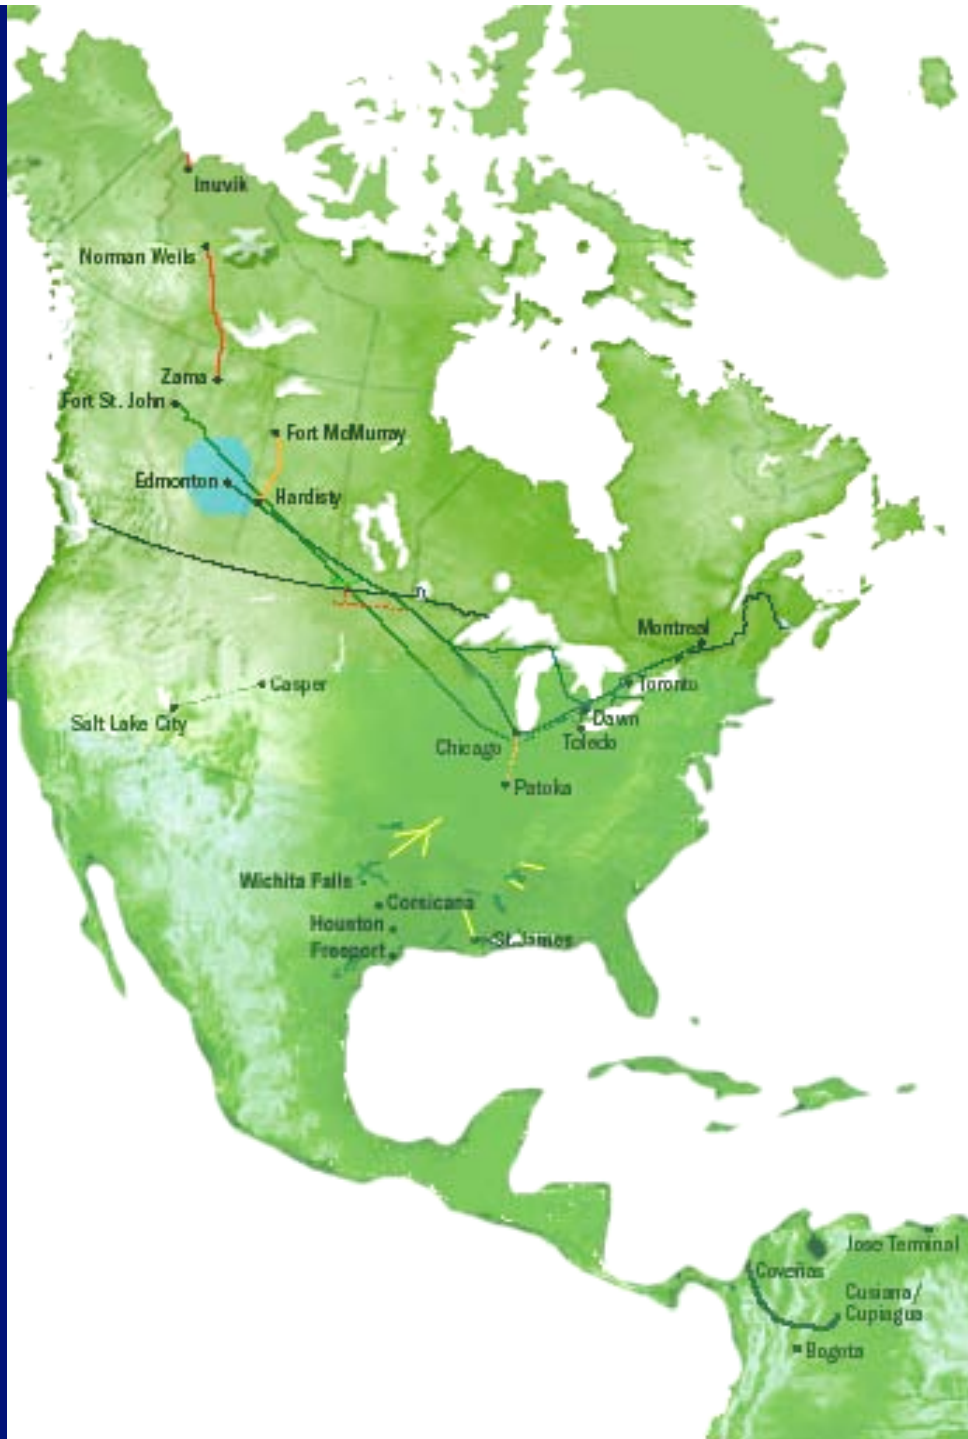 Inuvik
Norman Wells
Zama
Fort St. John
Fort McMurray
Edmonton
Hardisty
Montreal
Casper
Toronto
Salt Lake City
Dawn
Chicago
Toledo
Patoka
Wichita Falls
Corsicana
Houston
St. James
Freeport
Jose Terminal
Coveñas
Cusiana/
Cupiagua
Bogota